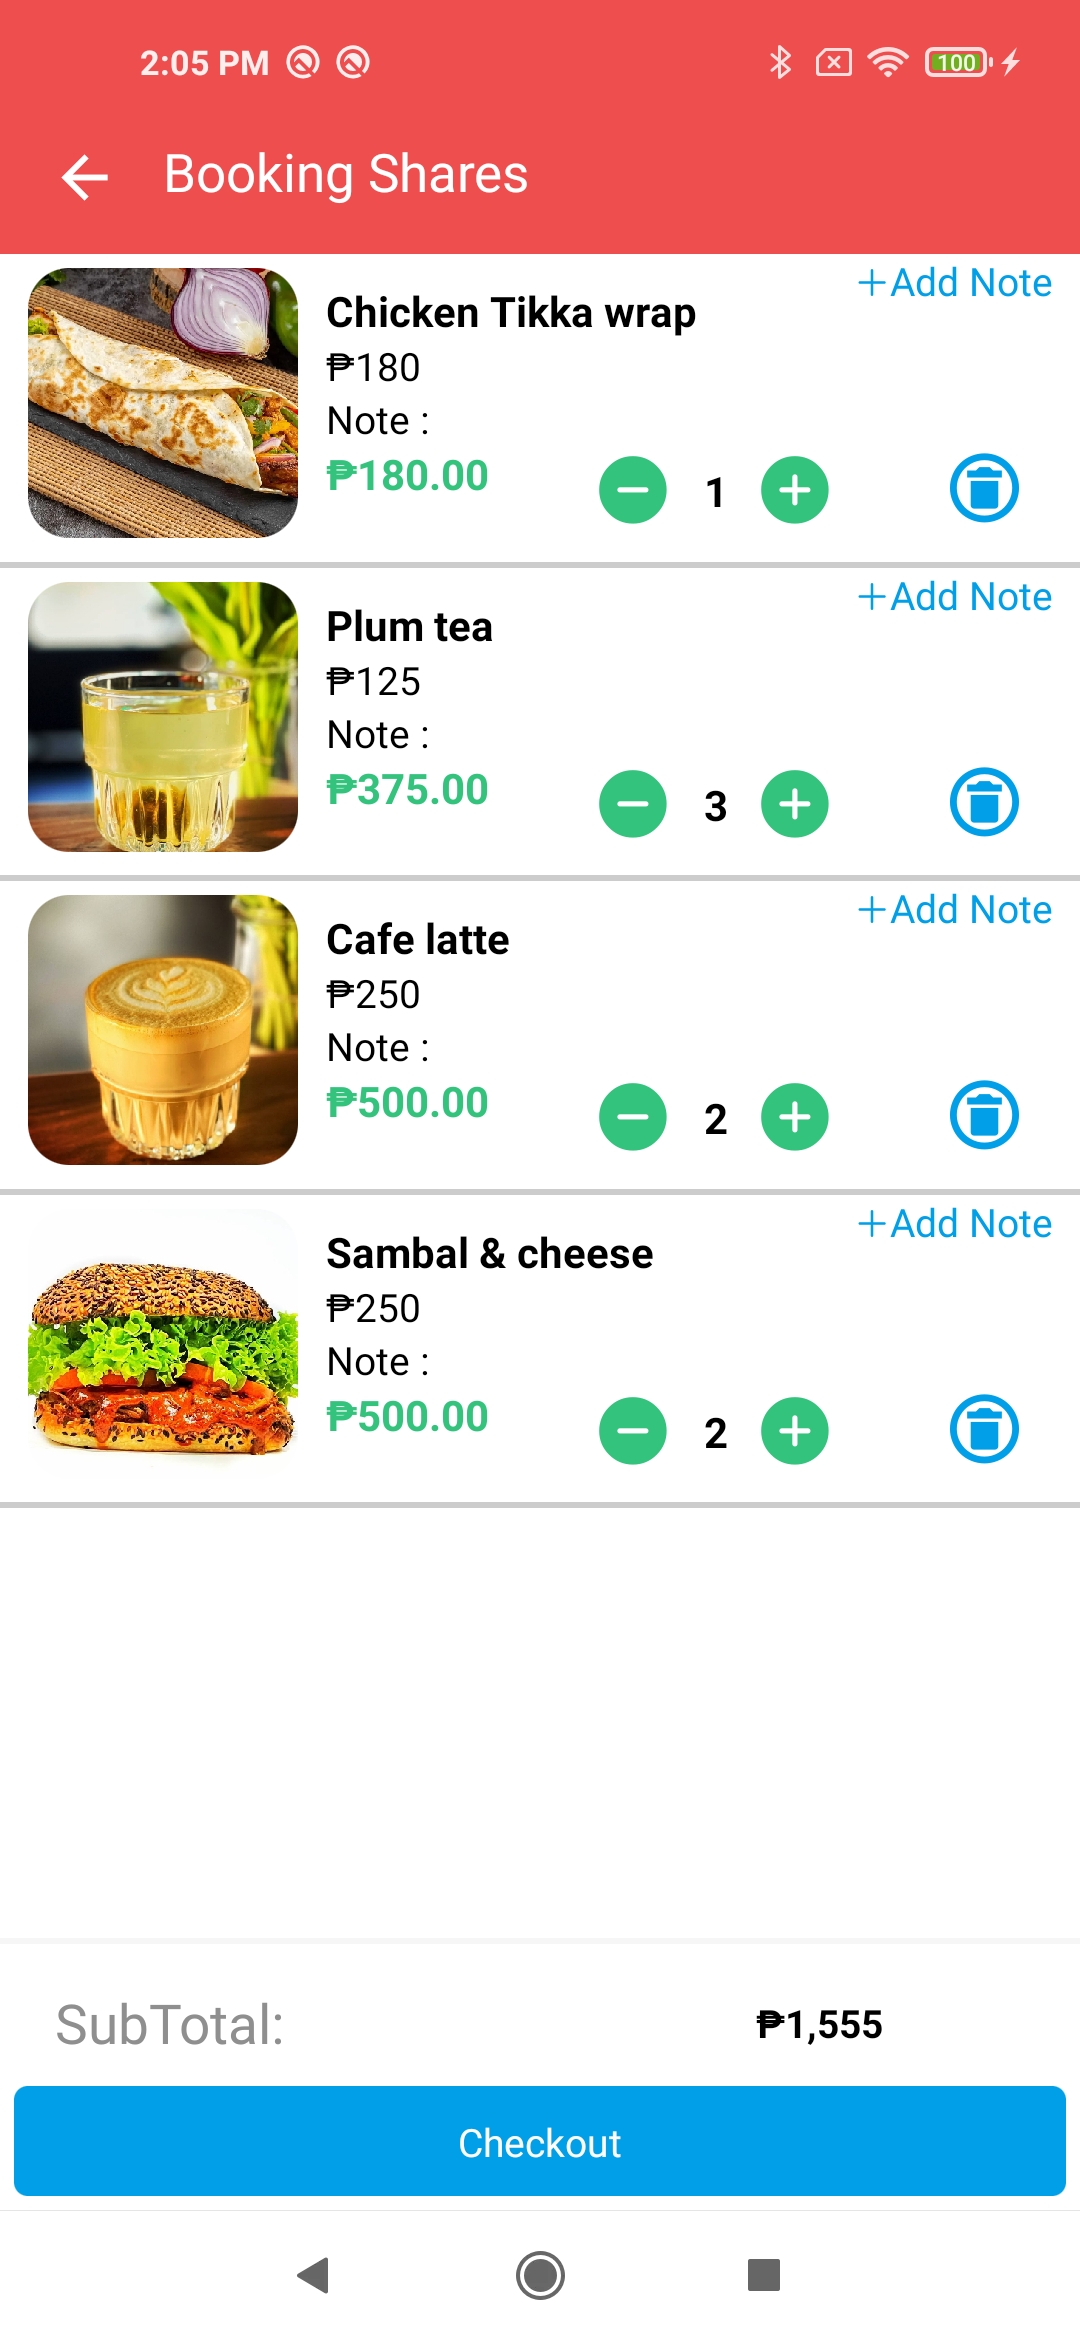 2:05 PM
100
Booking Shares
+Add Note
Chicken Tikka wrap
₱180
Note :
₱180.00
1
+Add Note
Plum tea
₱125
Note :
₱375.00
3
+Add Note
Cafe latte
₱250
Note :
₱500.00
2
+Add Note
Sambal & cheese
₱250
Note :
₱500.00
2
SubTotal: ₱1,555
Checkout